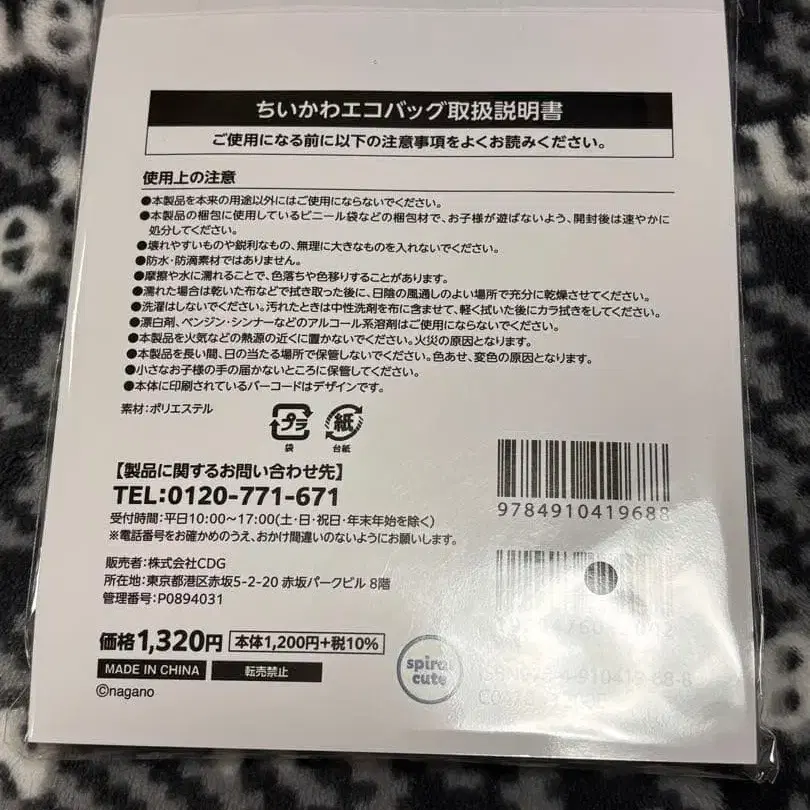 ちいかわエコバッグ取扱説明書
ご使用になる前に以下の注意事項をよくお読みください。
使用上の注意
●本製品を本来の用途以外にはご使用にならないでください。
●本製品の梱包に使用しているビニール袋などの梱包材で、お子様が遊ばないよう、開封後は速やかに
処分してください。
●壊れやすいものや鋭利なもの、無理に大きなものを入れないでください。
●防水・防滴素材ではありません。
●摩擦や水に濡れることで、色落ちや色移りすることがあります。
●濡れた場合は乾いた布などで拭き取った後に、日陰の風通しのよい場所で充分に乾燥させてください。
●洗濯はしないでください。汚れたときは中性洗剤を布に含ませて、軽く拭いた後にカラ拭きをしてください。
●漂白剤、ベンジン・シンナーなどのアルコール系溶剤はご使用にならないでください。
●本製品を火気などの熱源の近くに置かないでください。火災の原因となります。
●本製品を長い間、日の当たる場所で保管しないでください。色あせ、変色の原因となります。
●小さなお子様の手の届かないところに保管してください。
●本体に印刷されているバーコードはデザインです。
素材：ポリエステル
プラ
紙
袋
台紙
【製品に関するお問い合わせ先】
TEL:0120-771-671
受付時間：平日10:00～17:00(土・日・祝日・年末年始を除く)
※電話番号をお確かめのうえ、おかけ間違いのないようにお願いします。
9784910419688
販売者：株式会社CDG
所在地：東京都港区赤坂5-2-20 赤坂パークビル 8階
管理番号：P0894031
価格1,320円
本体1,200円＋税10%
MADE IN CHINA
転売禁止
©nagano
spiral
cute